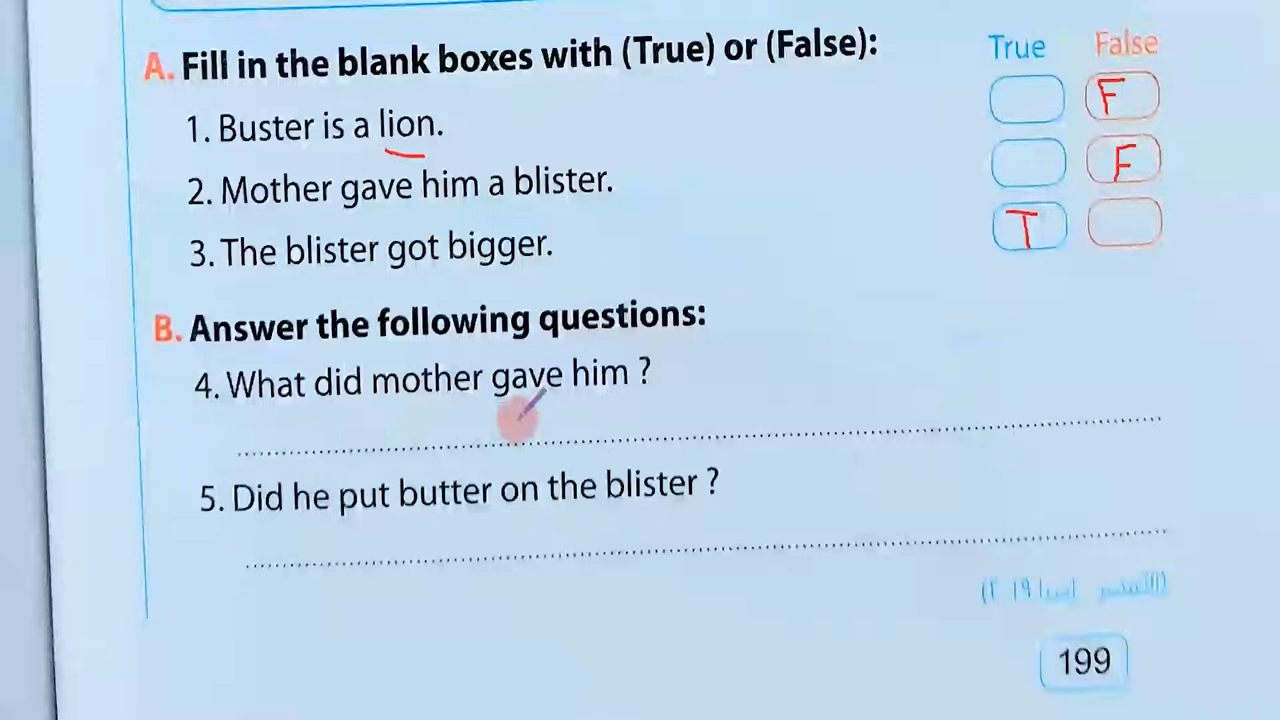 A. Fill in the blank boxes with (True) or (False): True False
1. Buster is a lion. F
2. Mother gave him a blister. F
3. The blister got bigger. T
B. Answer the following questions:
4. What did mother gave him ?
5. Did he put butter on the blister ?
199